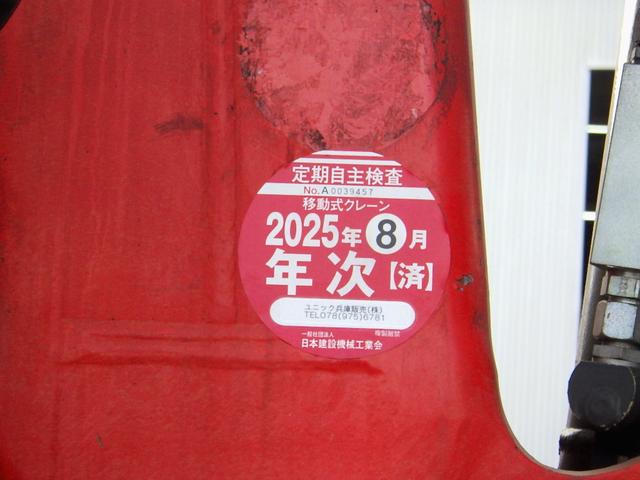 定期自主検査
No.A0039457
移動式クレーン
2025年8月
年次【済】
ユニック兵庫販売(株)
TEL078(975)6781
一般社団法人 複製厳禁
日本建設機械工業会